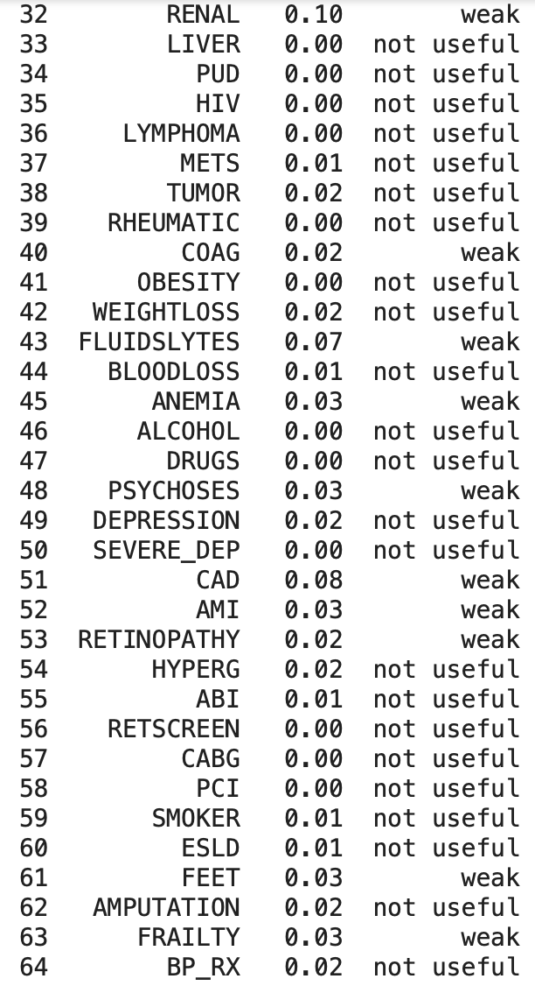 32 RENAL 0.10 weak
33 LIVER 0.00 not useful
34 PUD 0.00 not useful
35 HIV 0.00 not useful
36 LYMPHOMA 0.00 not useful
37 METS 0.01 not useful
38 TUMOR 0.02 not useful
39 RHEUMATIC 0.00 not useful
40 COAG 0.02 weak
41 OBESITY 0.00 not useful
42 WEIGHTLOSS 0.02 not useful
43 FLUIDSLYTES 0.07 weak
44 BLOODLOSS 0.01 not useful
45 ANEMIA 0.03 weak
46 ALCOHOL 0.00 not useful
47 DRUGS 0.00 not useful
48 PSYCHOSES 0.03 weak
49 DEPRESSION 0.02 not useful
50 SEVERE_DEP 0.00 not useful
51 CAD 0.08 weak
52 AMI 0.03 weak
53 RETINOPATHY 0.02 weak
54 HYPERG 0.02 not useful
55 ABI 0.01 not useful
56 RETSCREEN 0.00 not useful
57 CABG 0.00 not useful
58 PCI 0.00 not useful
59 SMOKER 0.01 not useful
60 ESLD 0.01 not useful
61 FEET 0.03 weak
62 AMPUTATION 0.02 not useful
63 FRAILTY 0.03 weak
64 BP_RX 0.02 not useful